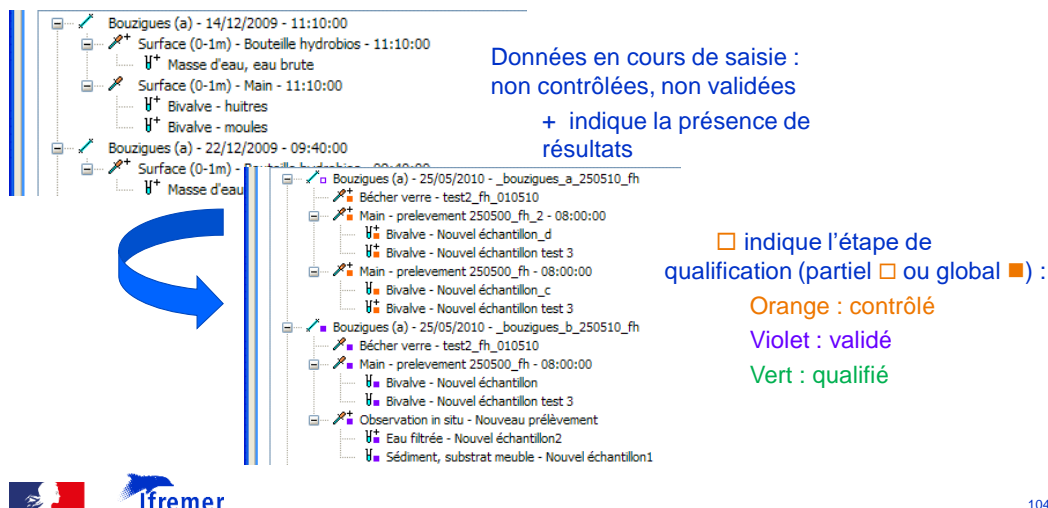 Bouzigues (a) - 14/12/2009 - 11:10:00
Surface (0-1m) - Bouteille hydrobios - 11:10:00
Masse d'eau, eau brute
Surface (0-1m) - Main - 11:10:00
Bivalve - huitres
Bivalve - moules
Bouzigues (a) - 22/12/2009 - 09:40:00
Surface (0-1m) -
Masse d'eau
Données en cours de saisie :
non contrôlées, non validées
+ indique la présence de
résultats
Bouzigues (a) - 25/05/2010 - _bouzigues_a_250510_fh
Bécher verre - test2_fh_010510
Main - prelevement 250500_fh_2 - 08:00:00
Bivalve - Nouvel échantillon_d
Bivalve - Nouvel échantillon test 3
Main - prelevement 250500_fh - 08:00:00
Bivalve - Nouvel échantillon_c
Bivalve - Nouvel échantillon test 3
Bouzigues (a) - 25/05/2010 - _bouzigues_b_250510_fh
Bécher verre - test2_fh_010510
Main - prelevement 250500_fh - 08:00:00
Bivalve - Nouvel échantillon
Bivalve - Nouvel échantillon test 3
Observation in situ - Nouveau prélèvement
Eau filtrée - Nouvel échantillon2
Sédiment, substrat meuble - Nouvel échantillon1
□ indique l'étape de
qualification (partiel □ ou global ■) :
Orange : contrôlé
Violet : validé
Vert : qualifié
Ifremer
104